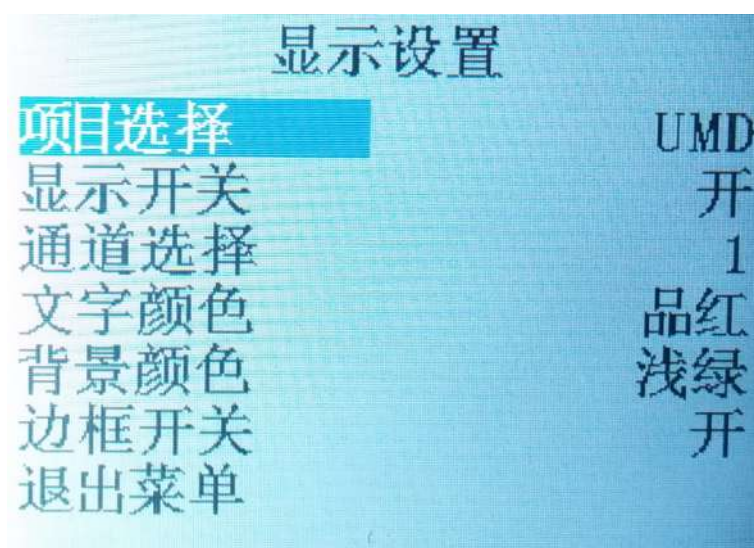 显示设置
项目选择 UMD
显示开关 开
通道选择 1
文字颜色 品红
背景颜色 浅绿
边框开关 开
退出菜单